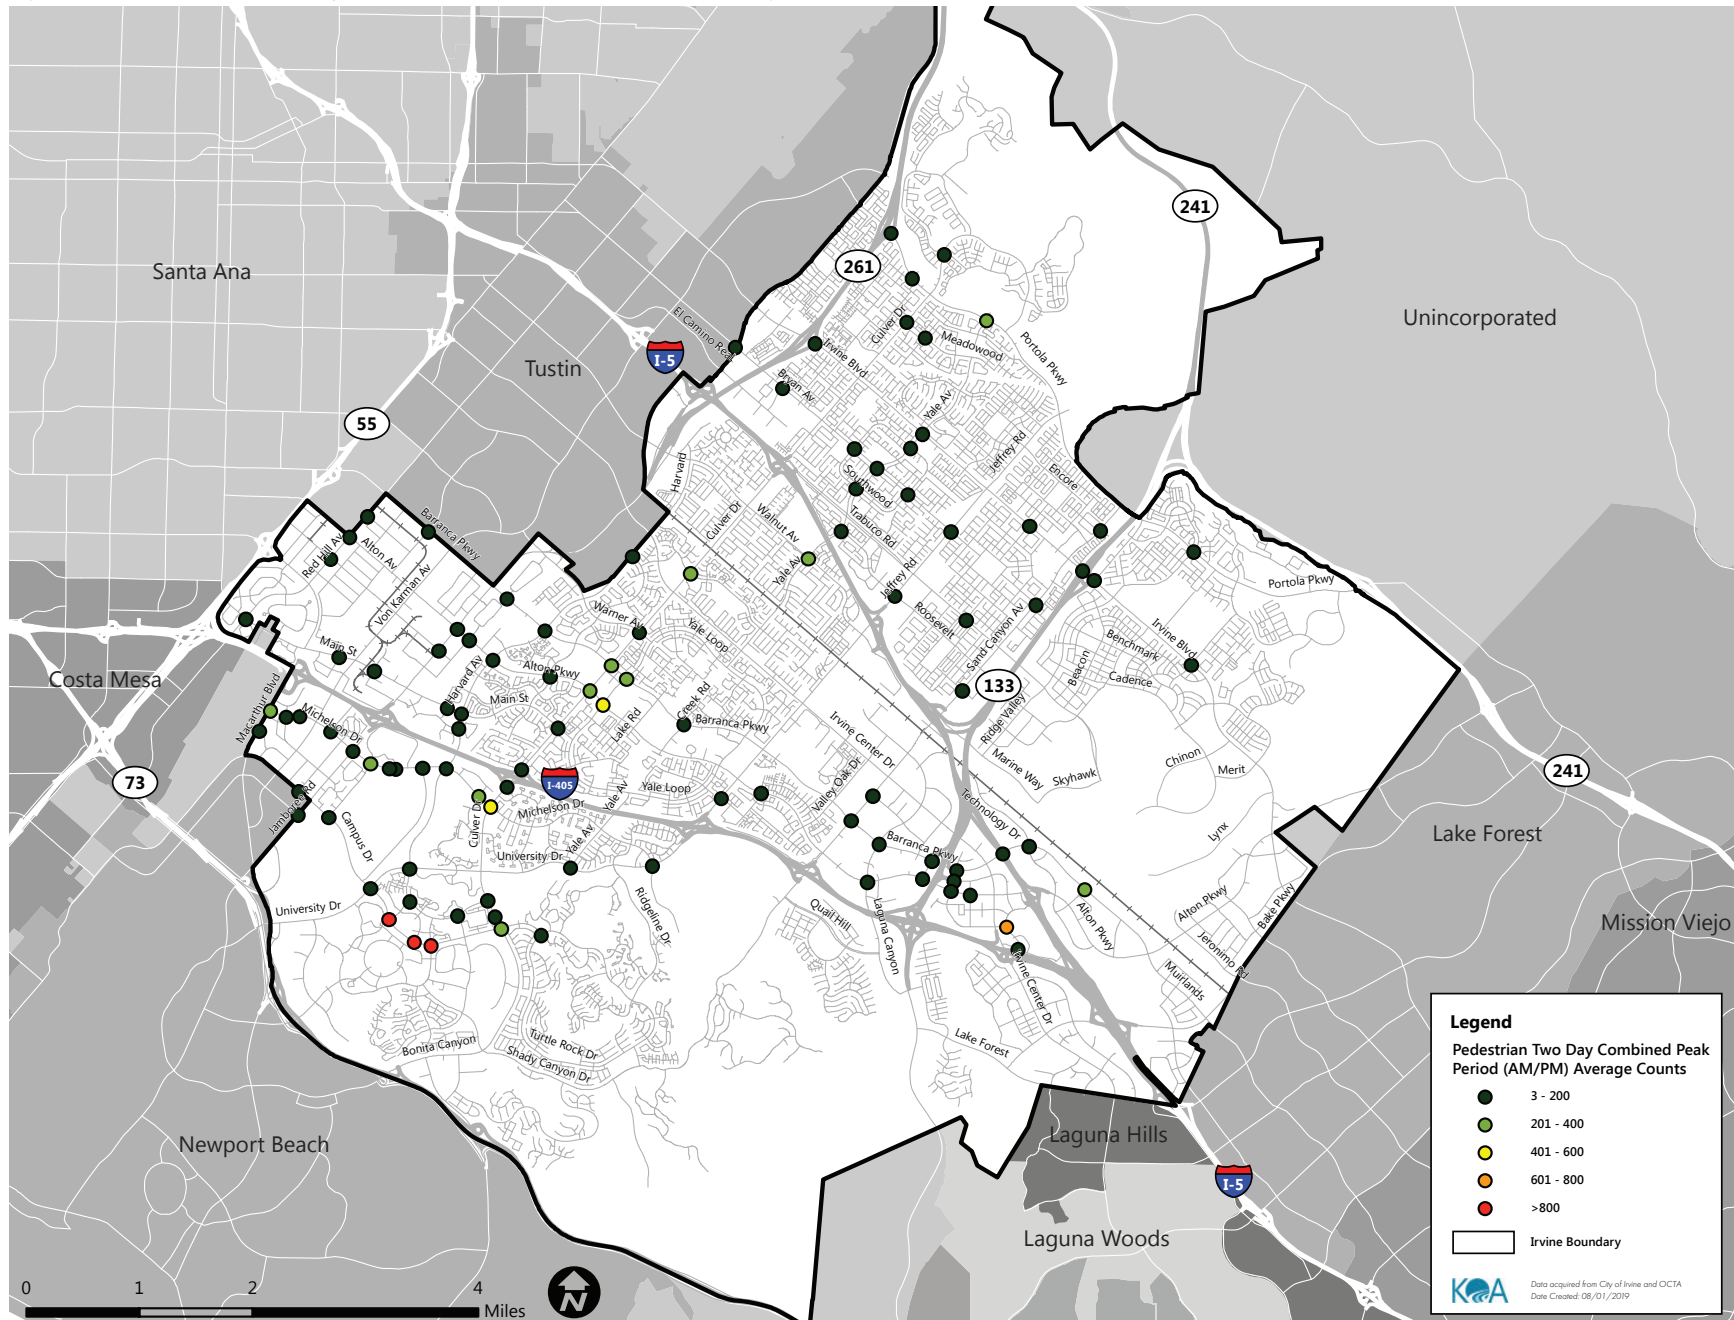 241
Santa Ana
261
Unincorporated
El Camino Real
Culver Dr
Meadowood
Portola Pkwy
Irvine Blvd
I-5
Tustin
Bryan Av
Yale Av
55
Jeffrey Rd
Harvard
Encore
Southwood
Culver Dr
Walnut Av
Trabuco Rd
Barranca Pkwy
Red Hill Av
Alton Av
Von Karman Av
Yale Av
Jeffrey Rd
Portola Pkwy
Warner Av
Yale Loop
Roosevelt
Sand Canyon Av
Irvine Blvd
Benchmark
Main St
Beacon
Cadence
Costa Mesa
Harvard Av
Alton Pkwy
133
Main St
Creek Rd
Macarthur Blvd
Michelson Dr
Lake Rd
Barranca Pkwy
Irvine Center Dr
Ridge Valley
Marine Way
Skyhawk
Chinon
Merit
73
I-405
241
Jamboree Rd
Yale Loop
Valley Oak Dr
Michelson Dr
Yale Av
Technology Dr
Campus Dr
Culver Dr
Yale Av
Lynx
Lake Forest
University Dr
Barranca Pkwy
University Dr
Ridgeline Dr
Quail Hill
Laguna Canyon
Alton Pkwy
Alton Pkwy
Bake Pkwy
Mission Viejo
Jeronimo Rd
Irvine Center Dr
Muirlands
Bonita Canyon
Turtle Rock Dr
Shady Canyon Dr
Lake Forest
Newport Beach
Laguna Hills
I-5
Laguna Woods
Legend
Pedestrian Two Day Combined Peak
Period (AM/PM) Average Counts
3 - 200
201 - 400
401 - 600
601 - 800
>800
Irvine Boundary
KOA
Data acquired from City of Irvine and OCTA
Date Created: 08/01/2019
0 1 2 4
Miles
N